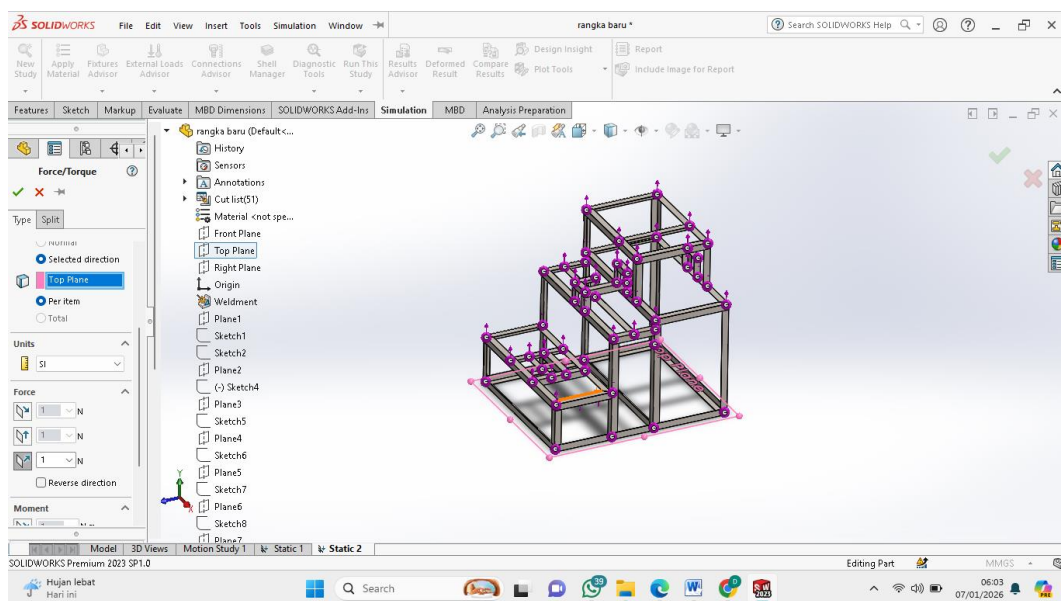 SOLIDWORKS File Edit View Insert Tools Simulation Window rangka baru * Search SOLIDWORKS Help
New Study Apply Material Fixtures Advisor External Loads Advisor Connections Advisor Shell Manager Diagnostic Tools Run This Study Results Advisor Deformed Result Compare Results Design Insight Plot Tools Report Include Image for Report
Features Sketch Markup Evaluate MBD Dimensions SOLIDWORKS Add-Ins Simulation MBD Analysis Preparation
Force/Torque
Type Split
Normal
Selected direction
Top Plane
Per item
Total
Units
SI
Force
1 N
1 N
1 N
Reverse direction
Moment
rangka baru (Default<...
History
Sensors
Annotations
Cut list(51)
Material <not spe...
Front Plane
Top Plane
Right Plane
Origin
Weldment
Plane1
Sketch1
Sketch2
Plane2
(-) Sketch4
Plane3
Sketch5
Plane4
Sketch6
Plane5
Sketch7
Plane6
Sketch8
Plane7
Top Plane
Y
X
Model 3D Views Motion Study 1 Static 1 Static 2
SOLIDWORKS Premium 2023 SP1.0 Editing Part MMGS
Hujan lebat
Hari ini
Search
39
06:03
07/01/2026